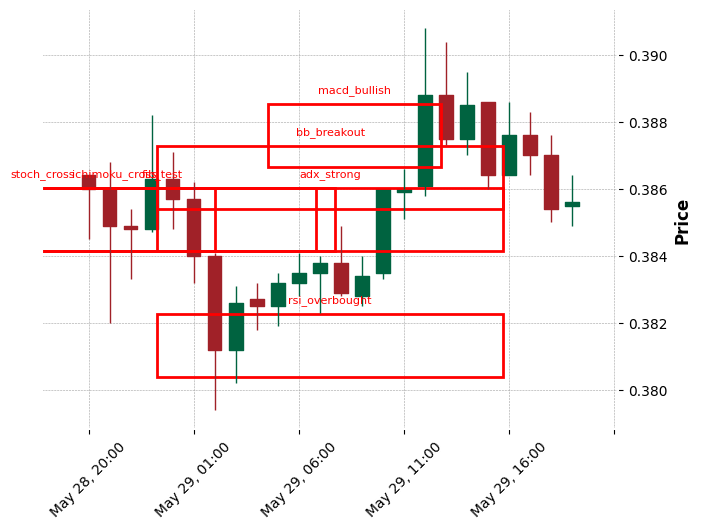 0.390
macd_bullish
0.388
bb_breakout
stoch_cross
ichimoku_cross
fib_test
adx_strong
0.386
Price
0.384
rsi_overbought
0.382
0.380
May 28, 20:00
May 29, 01:00
May 29, 06:00
May 29, 11:00
May 29, 16:00